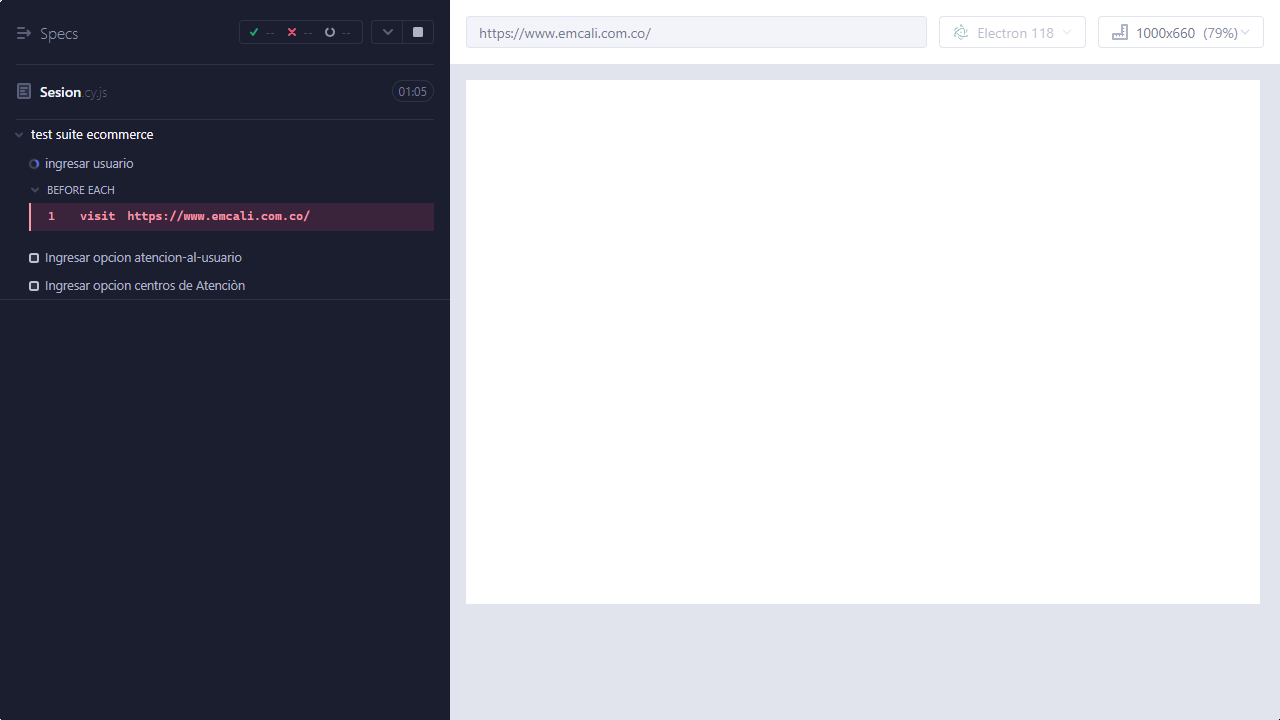 Specs
-- -- --
Sesion.cy.js 01:05
test suite ecommerce
ingresar usuario
BEFORE EACH
1 visit https://www.emcali.com.co/
Ingresar opcion atencion-al-usuario
Ingresar opcion centros de Atenciòn
https://www.emcali.com.co/
Electron 118
1000x660 (79%)